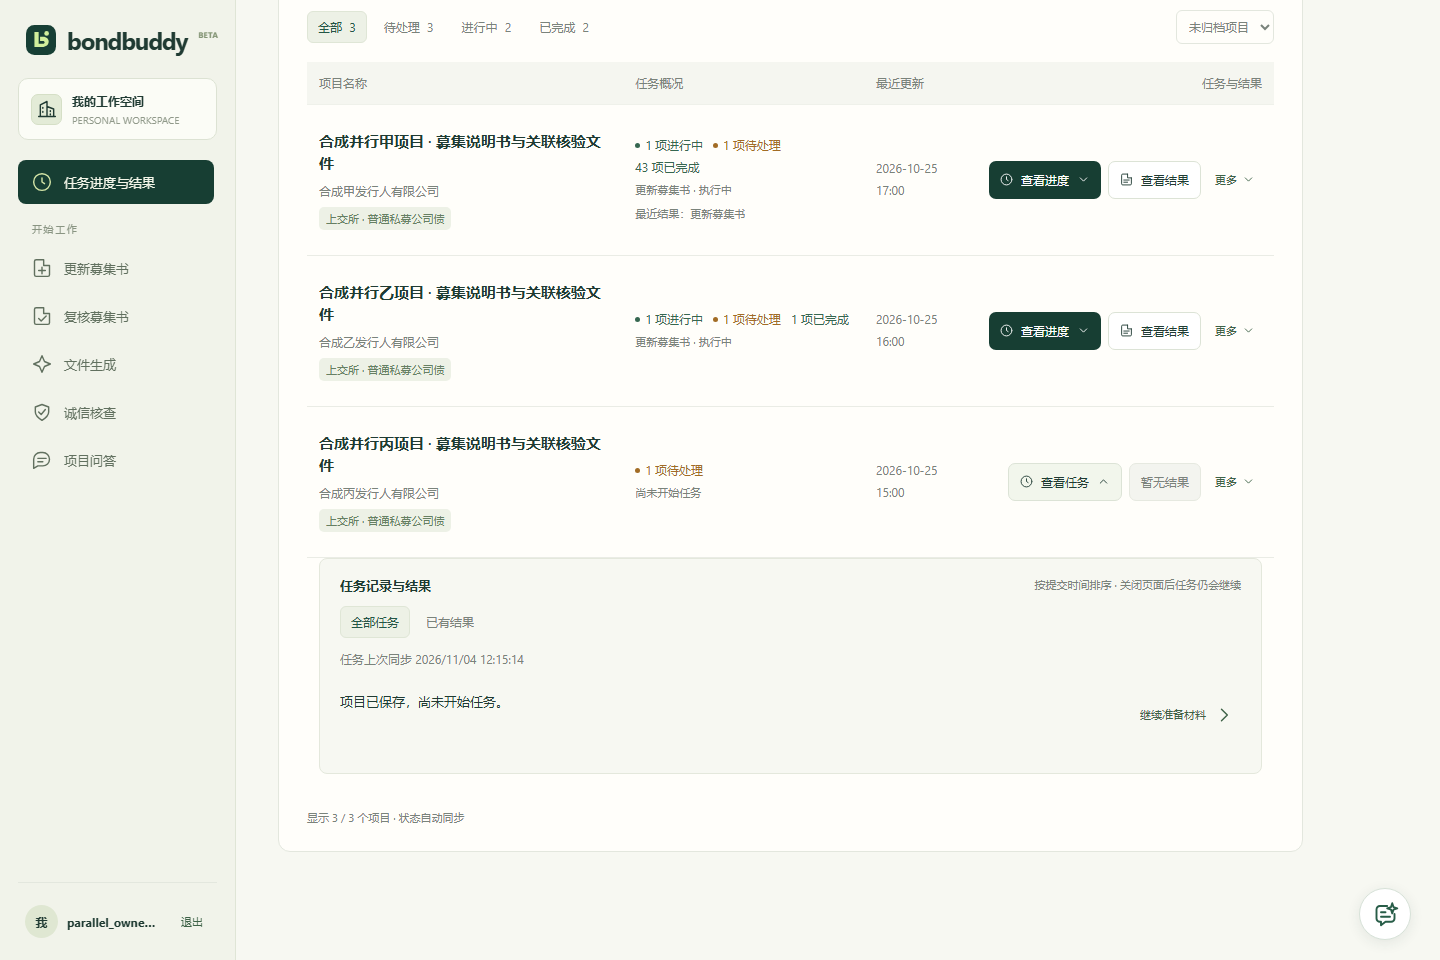 bondbuddy BETA
我的工作空间
PERSONAL WORKSPACE
任务进度与结果
开始工作
更新募集书
复核募集书
文件生成
诚信核查
项目问答
我 parallel_owne... 退出
全部 3 待处理 3 进行中 2 已完成 2 未归档项目
项目名称 任务概况 最近更新 任务与结果
合成并行甲项目 · 募集说明书与关联核验文
件
合成甲发行人有限公司
上交所 · 普通私募公司债
1 项进行中 1 项待处理
43 项已完成
更新募集书 · 执行中
最近结果：更新募集书
2026-10-25
17:00
查看进度 查看结果 更多
合成并行乙项目 · 募集说明书与关联核验文
件
合成乙发行人有限公司
上交所 · 普通私募公司债
1 项进行中 1 项待处理 1 项已完成
更新募集书 · 执行中
2026-10-25
16:00
查看进度 查看结果 更多
合成并行丙项目 · 募集说明书与关联核验文
件
合成丙发行人有限公司
上交所 · 普通私募公司债
1 项待处理
尚未开始任务
2026-10-25
15:00
查看任务 暂无结果 更多
任务记录与结果 按提交时间排序 · 关闭页面后任务仍会继续
全部任务 已有结果
任务上次同步 2026/11/04 12:15:14
项目已保存，尚未开始任务。
继续准备材料
显示 3 / 3 个项目 · 状态自动同步